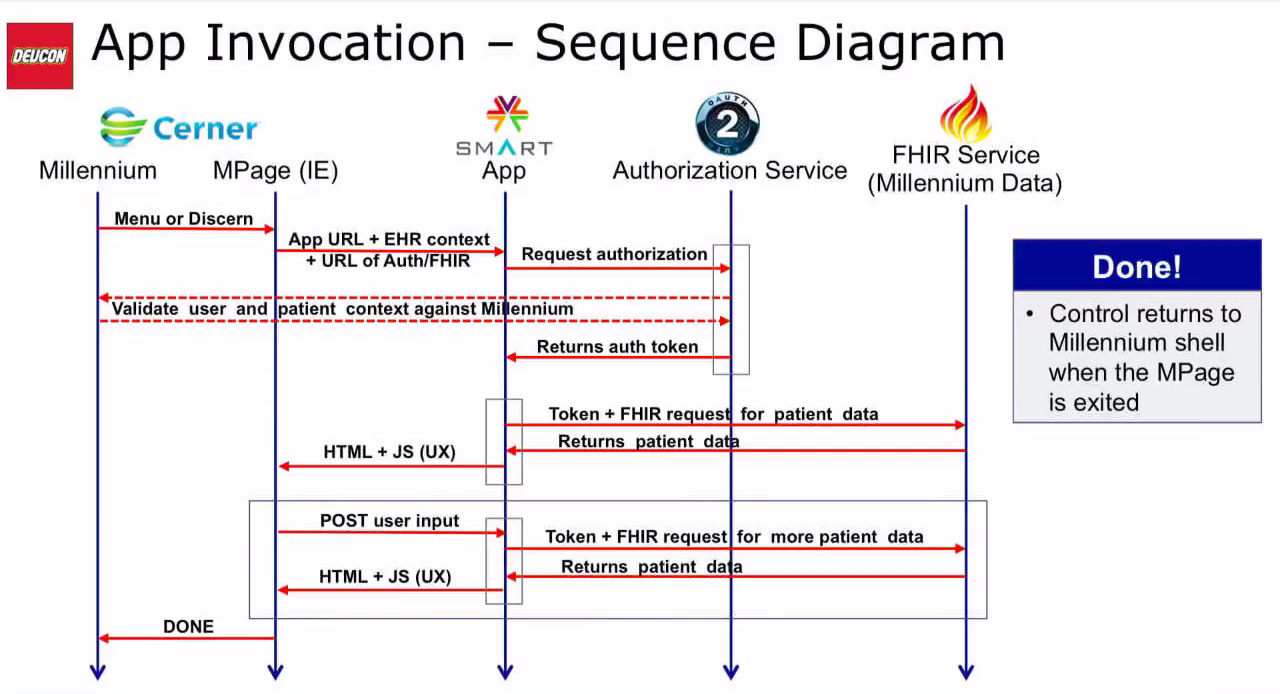 DEVCON
App Invocation – Sequence Diagram
Cerner
SMART
OAUTH
2
Millennium
MPage (IE)
App
Authorization Service
FHIR Service
(Millennium Data)
Menu or Discern
App URL + EHR context
+ URL of Auth/FHIR
Request authorization
Validate user and patient context against Millennium
Returns auth token
Token + FHIR request for patient data
Returns patient data
HTML + JS (UX)
POST user input
Token + FHIR request for more patient data
Returns patient data
HTML + JS (UX)
DONE
Done!
• Control returns to
Millennium shell
when the MPage
is exited